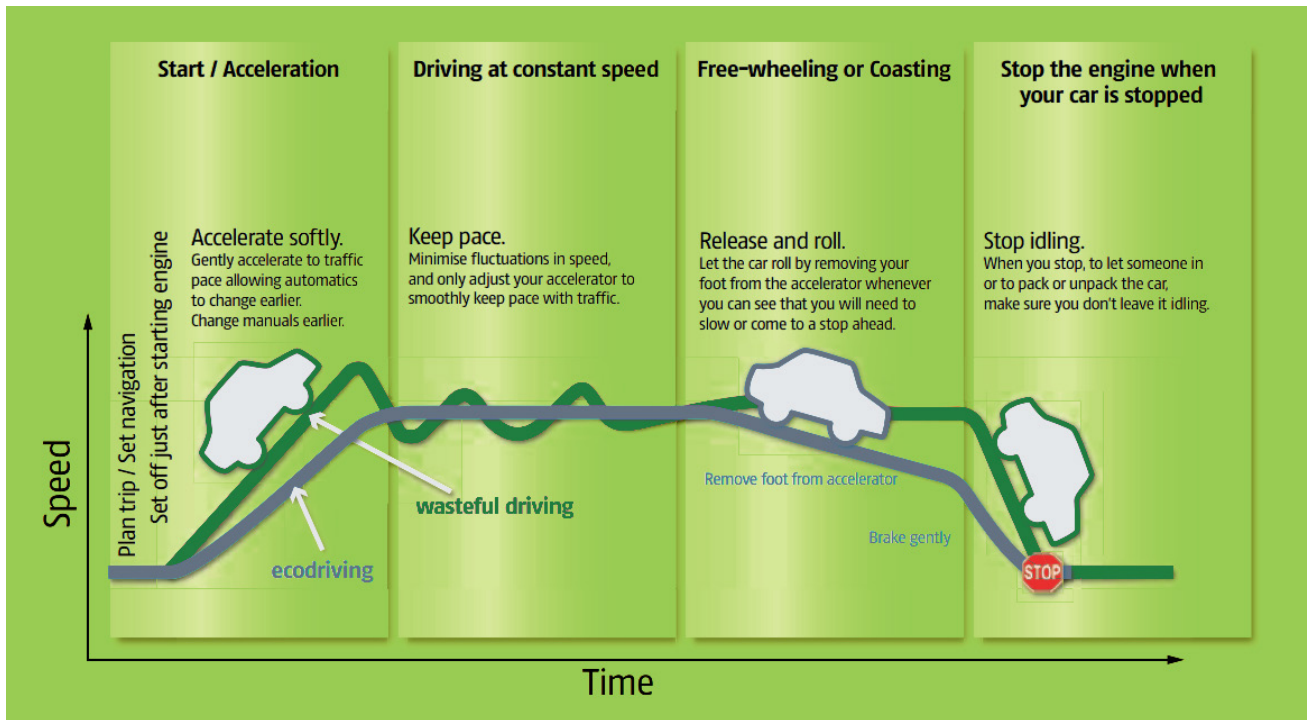 Start / Acceleration
Driving at constant speed
Free-wheeling or Coasting
Stop the engine when
your car is stopped
Plan trip / Set navigation
Set off just after starting engine
Accelerate softly.
Gently accelerate to traffic
pace allowing automatics
to change earlier.
Change manuals earlier.
Keep pace.
Minimise fluctuations in speed,
and only adjust your accelerator to
smoothly keep pace with traffic.
Release and roll.
Let the car roll by removing your
foot from the accelerator whenever
you can see that you will need to
slow or come to a stop ahead.
Stop idling.
When you stop, to let someone in
or to pack or unpack the car,
make sure you don't leave it idling.
Speed
wasteful driving
ecodriving
Remove foot from accelerator
Brake gently
STOP
Time